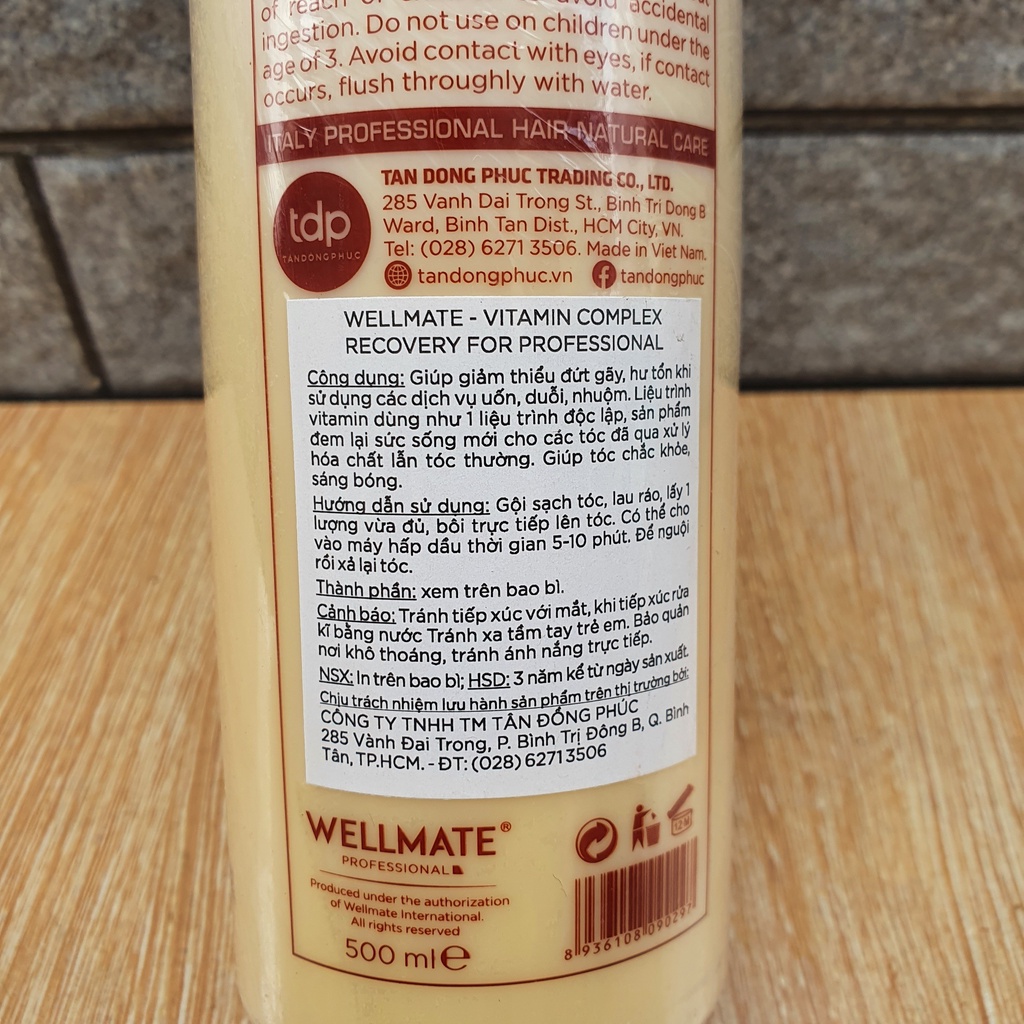 of reach of accidental
ingestion. Do not use on children under the
age of 3. Avoid contact with eyes, if contact
occurs, flush throughly with water.
ITALY PROFESSIONAL HAIR NATURAL CARE
tdp
TANDONGPHUC
TAN DONG PHUC TRADING CO., LTD.
285 Vanh Dai Trong St., Binh Tri Dong B
Ward, Binh Tan Dist., HCM City, VN.
Tel: (028) 6271 3506. Made in Viet Nam.
tandongphuc.vn tandongphuc
WELLMATE - VITAMIN COMPLEX
RECOVERY FOR PROFESSIONAL
Công dụng: Giúp giảm thiểu đứt gãy, hư tổn khi
sử dụng các dịch vụ uốn, duỗi, nhuộm. Liệu trình
vitamin dùng như 1 liệu trình độc lập, sản phẩm
đem lại sức sống mới cho các tóc đã qua xử lý
hóa chất lẫn tóc thường. Giúp tóc chắc khỏe,
sáng bóng.
Hướng dẫn sử dụng: Gội sạch tóc, lau ráo, lấy 1
lượng vừa đủ, bôi trực tiếp lên tóc. Có thể cho
vào máy hấp dầu thời gian 5-10 phút. Để nguội
rồi xả lại tóc.
Thành phần: xem trên bao bì.
Cảnh báo: Tránh tiếp xúc với mắt, khi tiếp xúc rửa
kĩ bằng nước Tránh xa tầm tay trẻ em. Bảo quản
nơi khô thoáng, tránh ánh nắng trực tiếp.
NSX: In trên bao bì; HSD: 3 năm kể từ ngày sản xuất.
Chịu trách nhiệm lưu hành sản phẩm trên thị trường bởi:
CÔNG TY TNHH TM TÂN ĐỒNG PHÚC
285 Vành Đai Trong, P. Bình Trị Đông B, Q. Bình
Tân, TP.HCM. - ĐT: (028) 6271 3506
WELLMATE®
PROFESSIONAL
Produced under the authorization
of Wellmate International.
All rights reserved
500 ml ℮
12 M
8 936108 090297